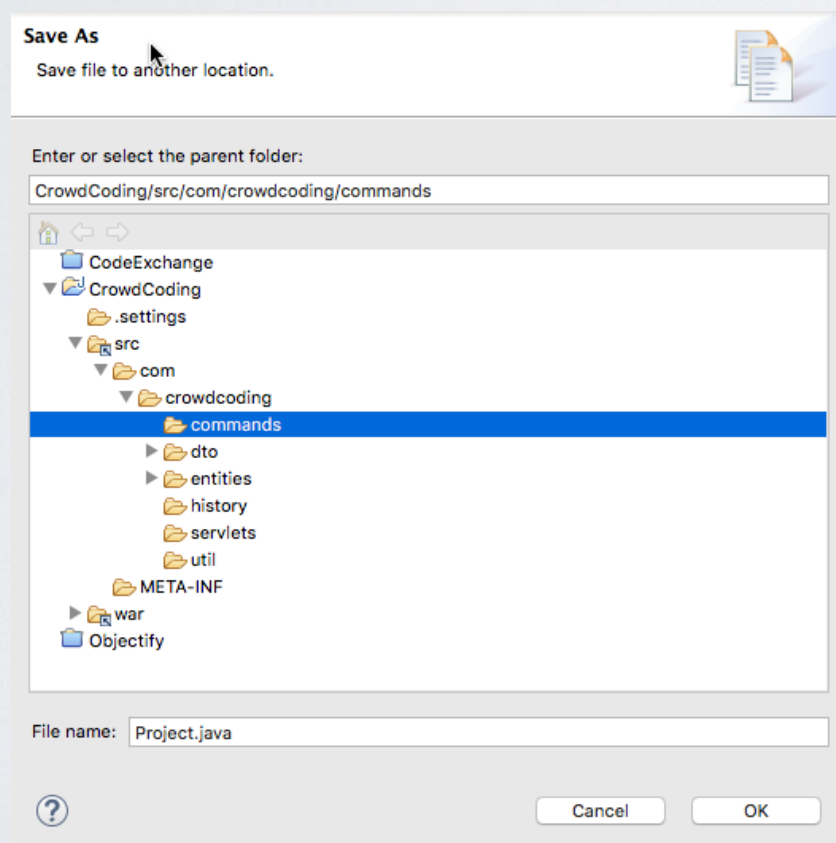 Save As
Save file to another location.
Enter or select the parent folder:
CrowdCoding/src/com/crowdcoding/commands
CodeExchange
CrowdCoding
.settings
src
com
crowdcoding
commands
dto
entities
history
servlets
util
META-INF
war
Objectify
File name: Project.java
? Cancel OK